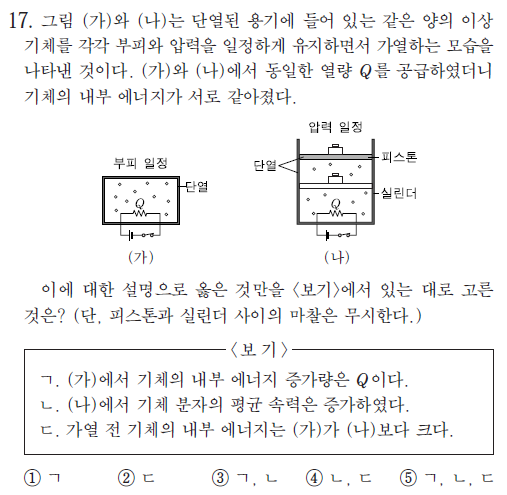 17. 그림 (가)와 (나)는 단열된 용기에 들어 있는 같은 양의 이상
기체를 각각 부피와 압력을 일정하게 유지하면서 가열하는 모습을
나타낸 것이다. (가)와 (나)에서 동일한 열량 Q를 공급하였더니
기체의 내부 에너지가 서로 같아졌다.
부피 일정
단열
Q
(가)
압력 일정
단열
피스톤
실린더
Q
(나)
이에 대한 설명으로 옳은 것만을 <보기>에서 있는 대로 고른
것은? (단, 피스톤과 실린더 사이의 마찰은 무시한다.)
<보 기>
ㄱ. (가)에서 기체의 내부 에너지 증가량은 Q이다.
ㄴ. (나)에서 기체 분자의 평균 속력은 증가하였다.
ㄷ. 가열 전 기체의 내부 에너지는 (가)가 (나)보다 크다.
① ㄱ ② ㄷ ③ ㄱ, ㄴ ④ ㄴ, ㄷ ⑤ ㄱ, ㄴ, ㄷ